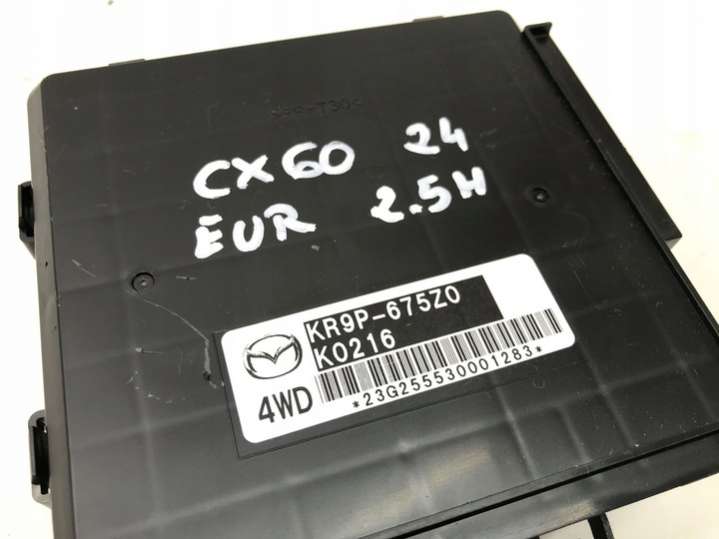 CX60 24
EUR 2.5H
KR9P-675Z0
K0216
4WD
*23G255530001283*